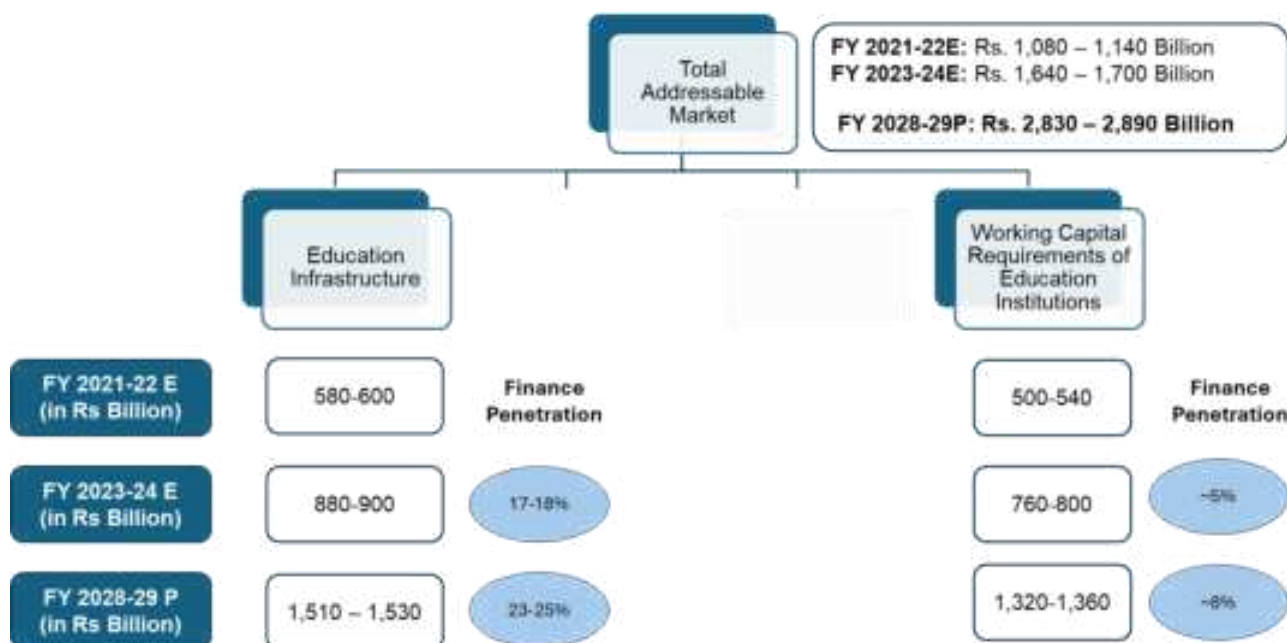 Total
Addressable
Market
FY 2021-22E: Rs. 1,080 – 1,140 Billion
FY 2023-24E: Rs. 1,640 – 1,700 Billion
FY 2028-29P: Rs. 2,830 – 2,890 Billion
Education
Infrastructure
Working Capital
Requirements of
Education
Institutions
FY 2021-22 E
(in Rs Billion)
580-600
Finance
Penetration
500-540
Finance
Penetration
FY 2023-24 E
(in Rs Billion)
880-900
17-18%
760-800
~5%
FY 2028-29 P
(in Rs Billion)
1,510 – 1,530
23-25%
1,320-1,360